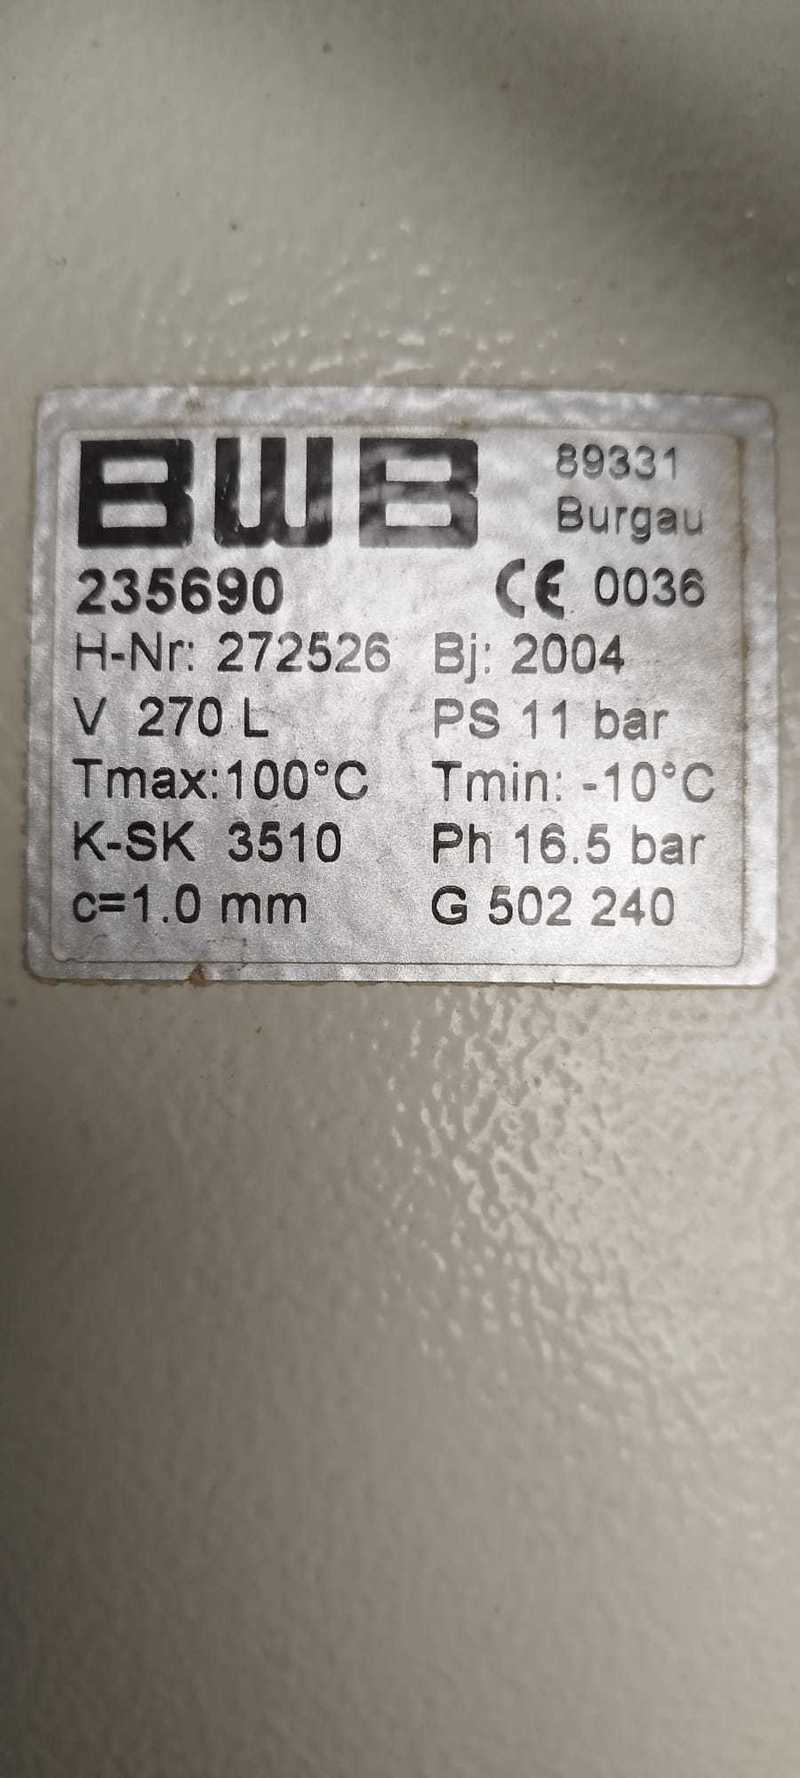 BWB 89331
Burgau
235690 CE 0036
H-Nr: 272526 Bj: 2004
V 270 L PS 11 bar
Tmax:100°C Tmin: -10°C
K-SK 3510 Ph 16.5 bar
c=1.0 mm G 502 240